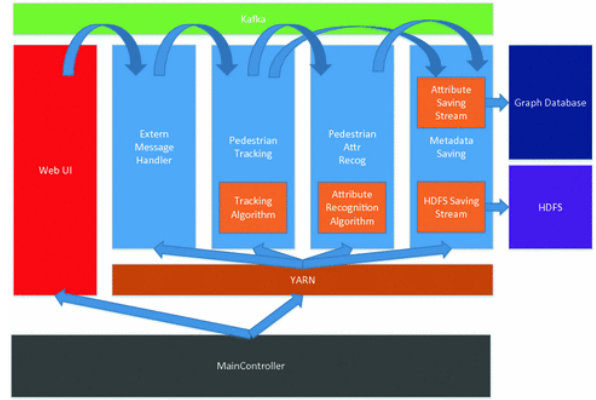 Kafka
Web UI
Extern
Message
Handler
Pedestrian
Tracking
Tracking
Algorithm
Pedestrian
Attr
Recog
Attribute
Recognition
Algorithm
Attribute
Saving
Stream
Metadata
Saving
HDFS Saving
Stream
Graph Database
HDFS
YARN
MainController